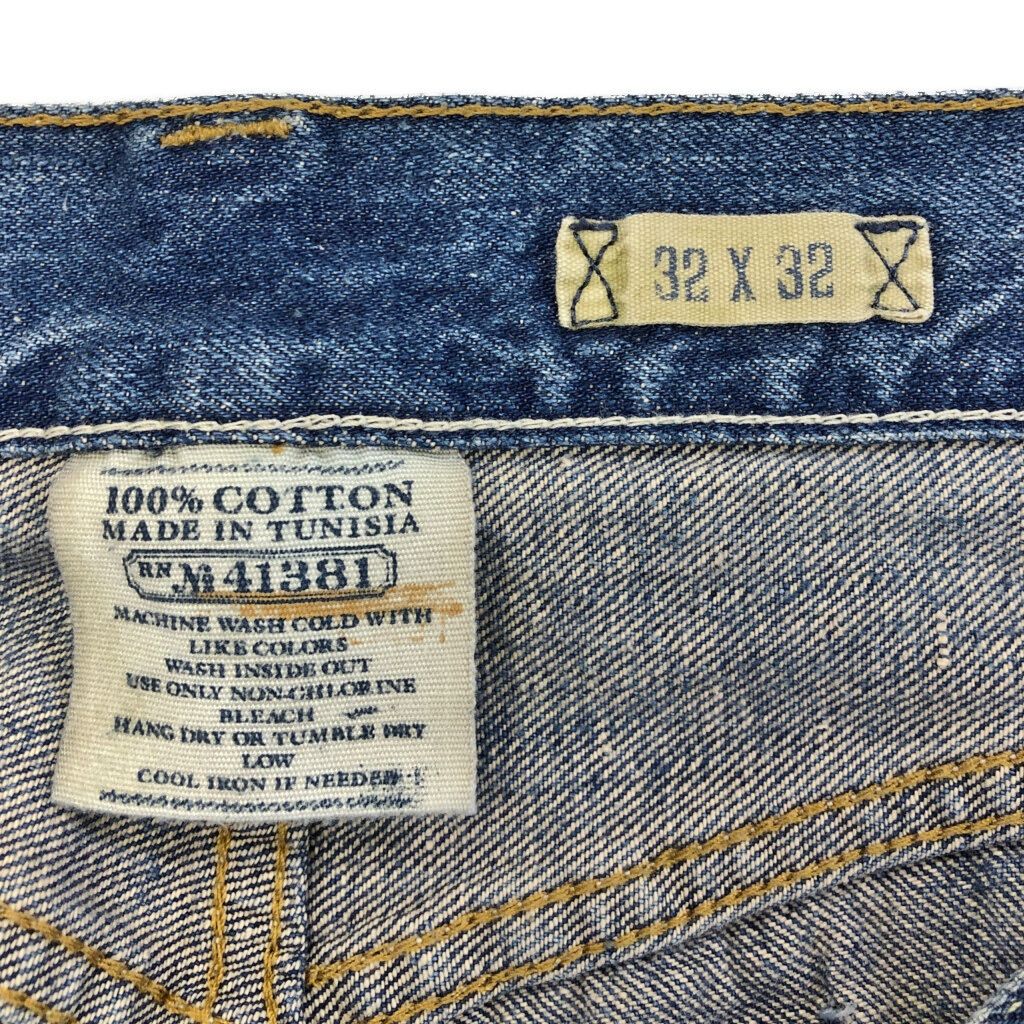 32 X 32
100% COTTON
MADE IN TUNISIA
RN № 41381
MACHINE WASH COLD WITH
LIKE COLORS
WASH INSIDE OUT
USE ONLY NON-CHLORINE
BLEACH
HANG DRY OR TUMBLE DRY
LOW
COOL IRON IF NEEDED